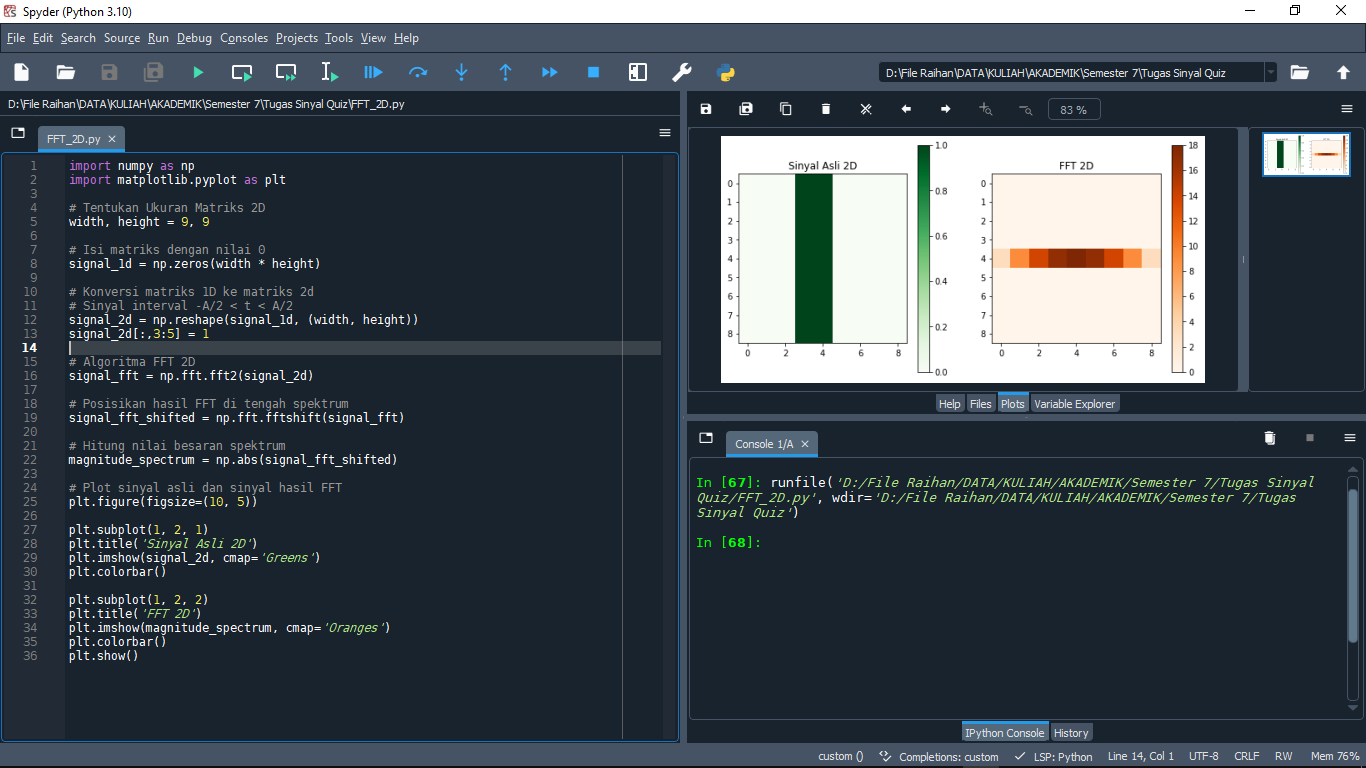 Spyder (Python 3.10)
File Edit Search Source Run Debug Consoles Projects Tools View Help
D:\File Raihan\DATA\KULIAH\AKADEMIK\Semester 7\Tugas Sinyal Quiz
D:\File Raihan\DATA\KULIAH\AKADEMIK\Semester 7\Tugas Sinyal Quiz\FFT_2D.py
FFT_2D.py
1 import numpy as np
2 import matplotlib.pyplot as plt
3
4 # Tentukan Ukuran Matriks 2D
5 width, height = 9, 9
6
7 # Isi matriks dengan nilai 0
8 signal_1d = np.zeros(width * height)
9
10 # Konversi matriks 1D ke matriks 2d
11 # Sinyal interval -A/2 < t < A/2
12 signal_2d = np.reshape(signal_1d, (width, height))
13 signal_2d[:,3:5] = 1
14
15 # Algoritma FFT 2D
16 signal_fft = np.fft.fft2(signal_2d)
17
18 # Posisikan hasil FFT di tengah spektrum
19 signal_fft_shifted = np.fft.fftshift(signal_fft)
20
21 # Hitung nilai besaran spektrum
22 magnitude_spectrum = np.abs(signal_fft_shifted)
23
24 # Plot sinyal asli dan sinyal hasil FFT
25 plt.figure(figsize=(10, 5))
26
27 plt.subplot(1, 2, 1)
28 plt.title('Sinyal Asli 2D')
29 plt.imshow(signal_2d, cmap='Greens')
30 plt.colorbar()
31
32 plt.subplot(1, 2, 2)
33 plt.title('FFT 2D')
34 plt.imshow(magnitude_spectrum, cmap='Oranges')
35 plt.colorbar()
36 plt.show()
83 %
Sinyal Asli 2D
0
1
2
3
4
5
6
7
8
0 2 4 6 8
1.0
0.8
0.6
0.4
0.2
0.0
FFT 2D
0
1
2
3
4
5
6
7
8
0 2 4 6 8
18
16
14
12
10
8
6
4
2
0
Help Files Plots Variable Explorer
Console 1/A
In [67]: runfile('D:/File Raihan/DATA/KULIAH/AKADEMIK/Semester 7/Tugas Sinyal
Quiz/FFT_2D.py', wdir='D:/File Raihan/DATA/KULIAH/AKADEMIK/Semester 7/Tugas
Sinyal Quiz')
In [68]:
IPython Console History
custom () Completions: custom LSP: Python Line 14, Col 1 UTF-8 CRLF RW Mem 76%